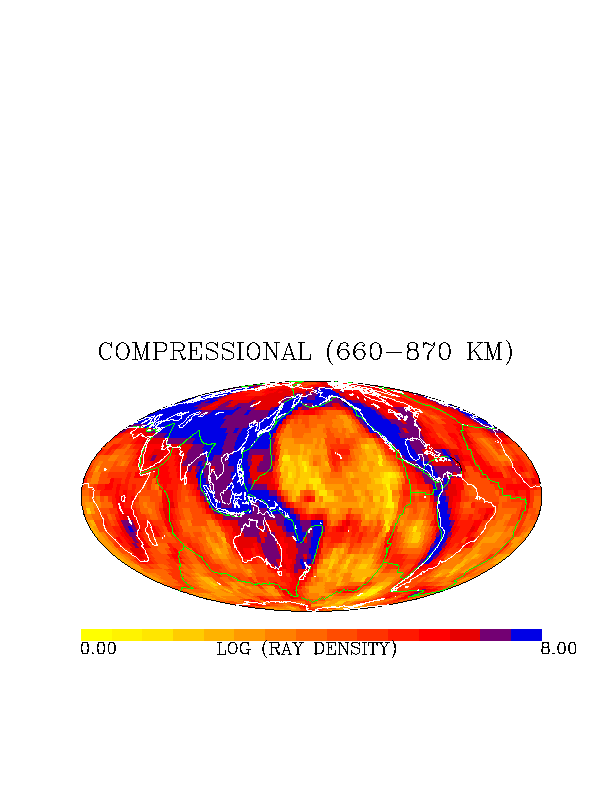 COMPRESSIONAL (660-870 KM)
0.00 LOG (RAY DENSITY) 8.00